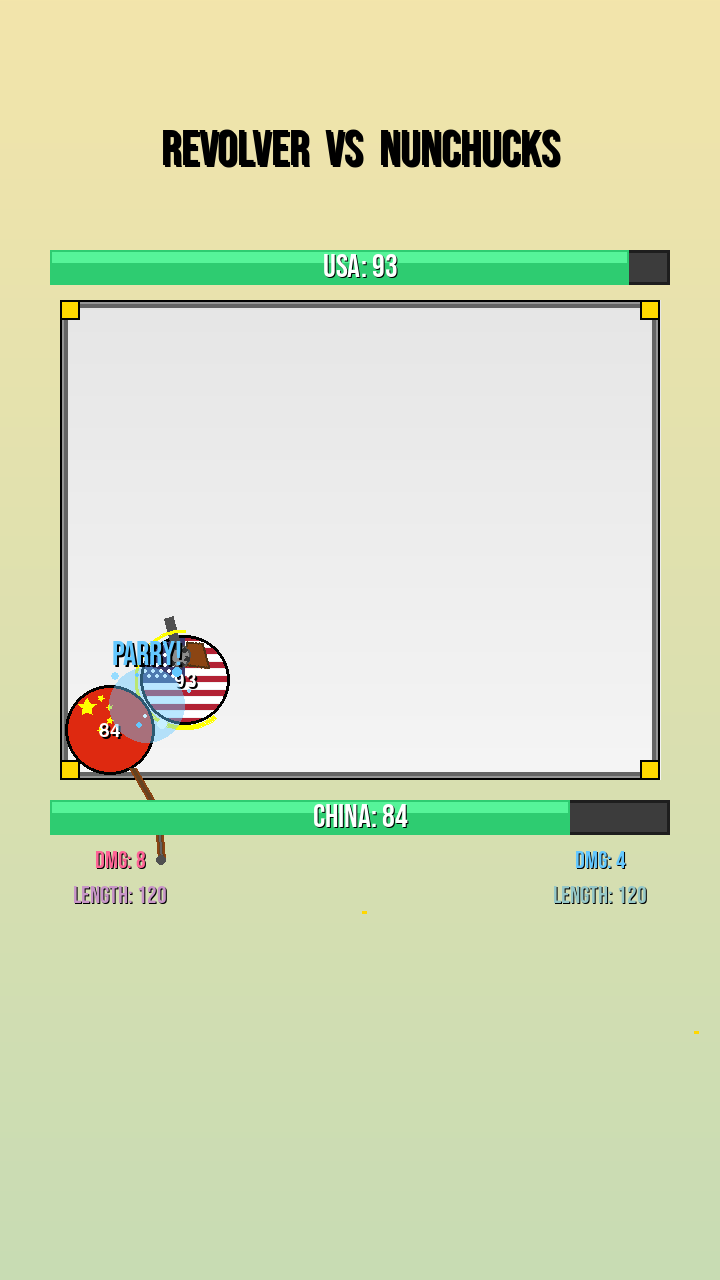 REVOLVER VS NUNCHUCKS
USA: 93
PARRY!
93
84
CHINA: 84
DMG: 8
DMG: 4
LENGTH: 120
LENGTH: 120